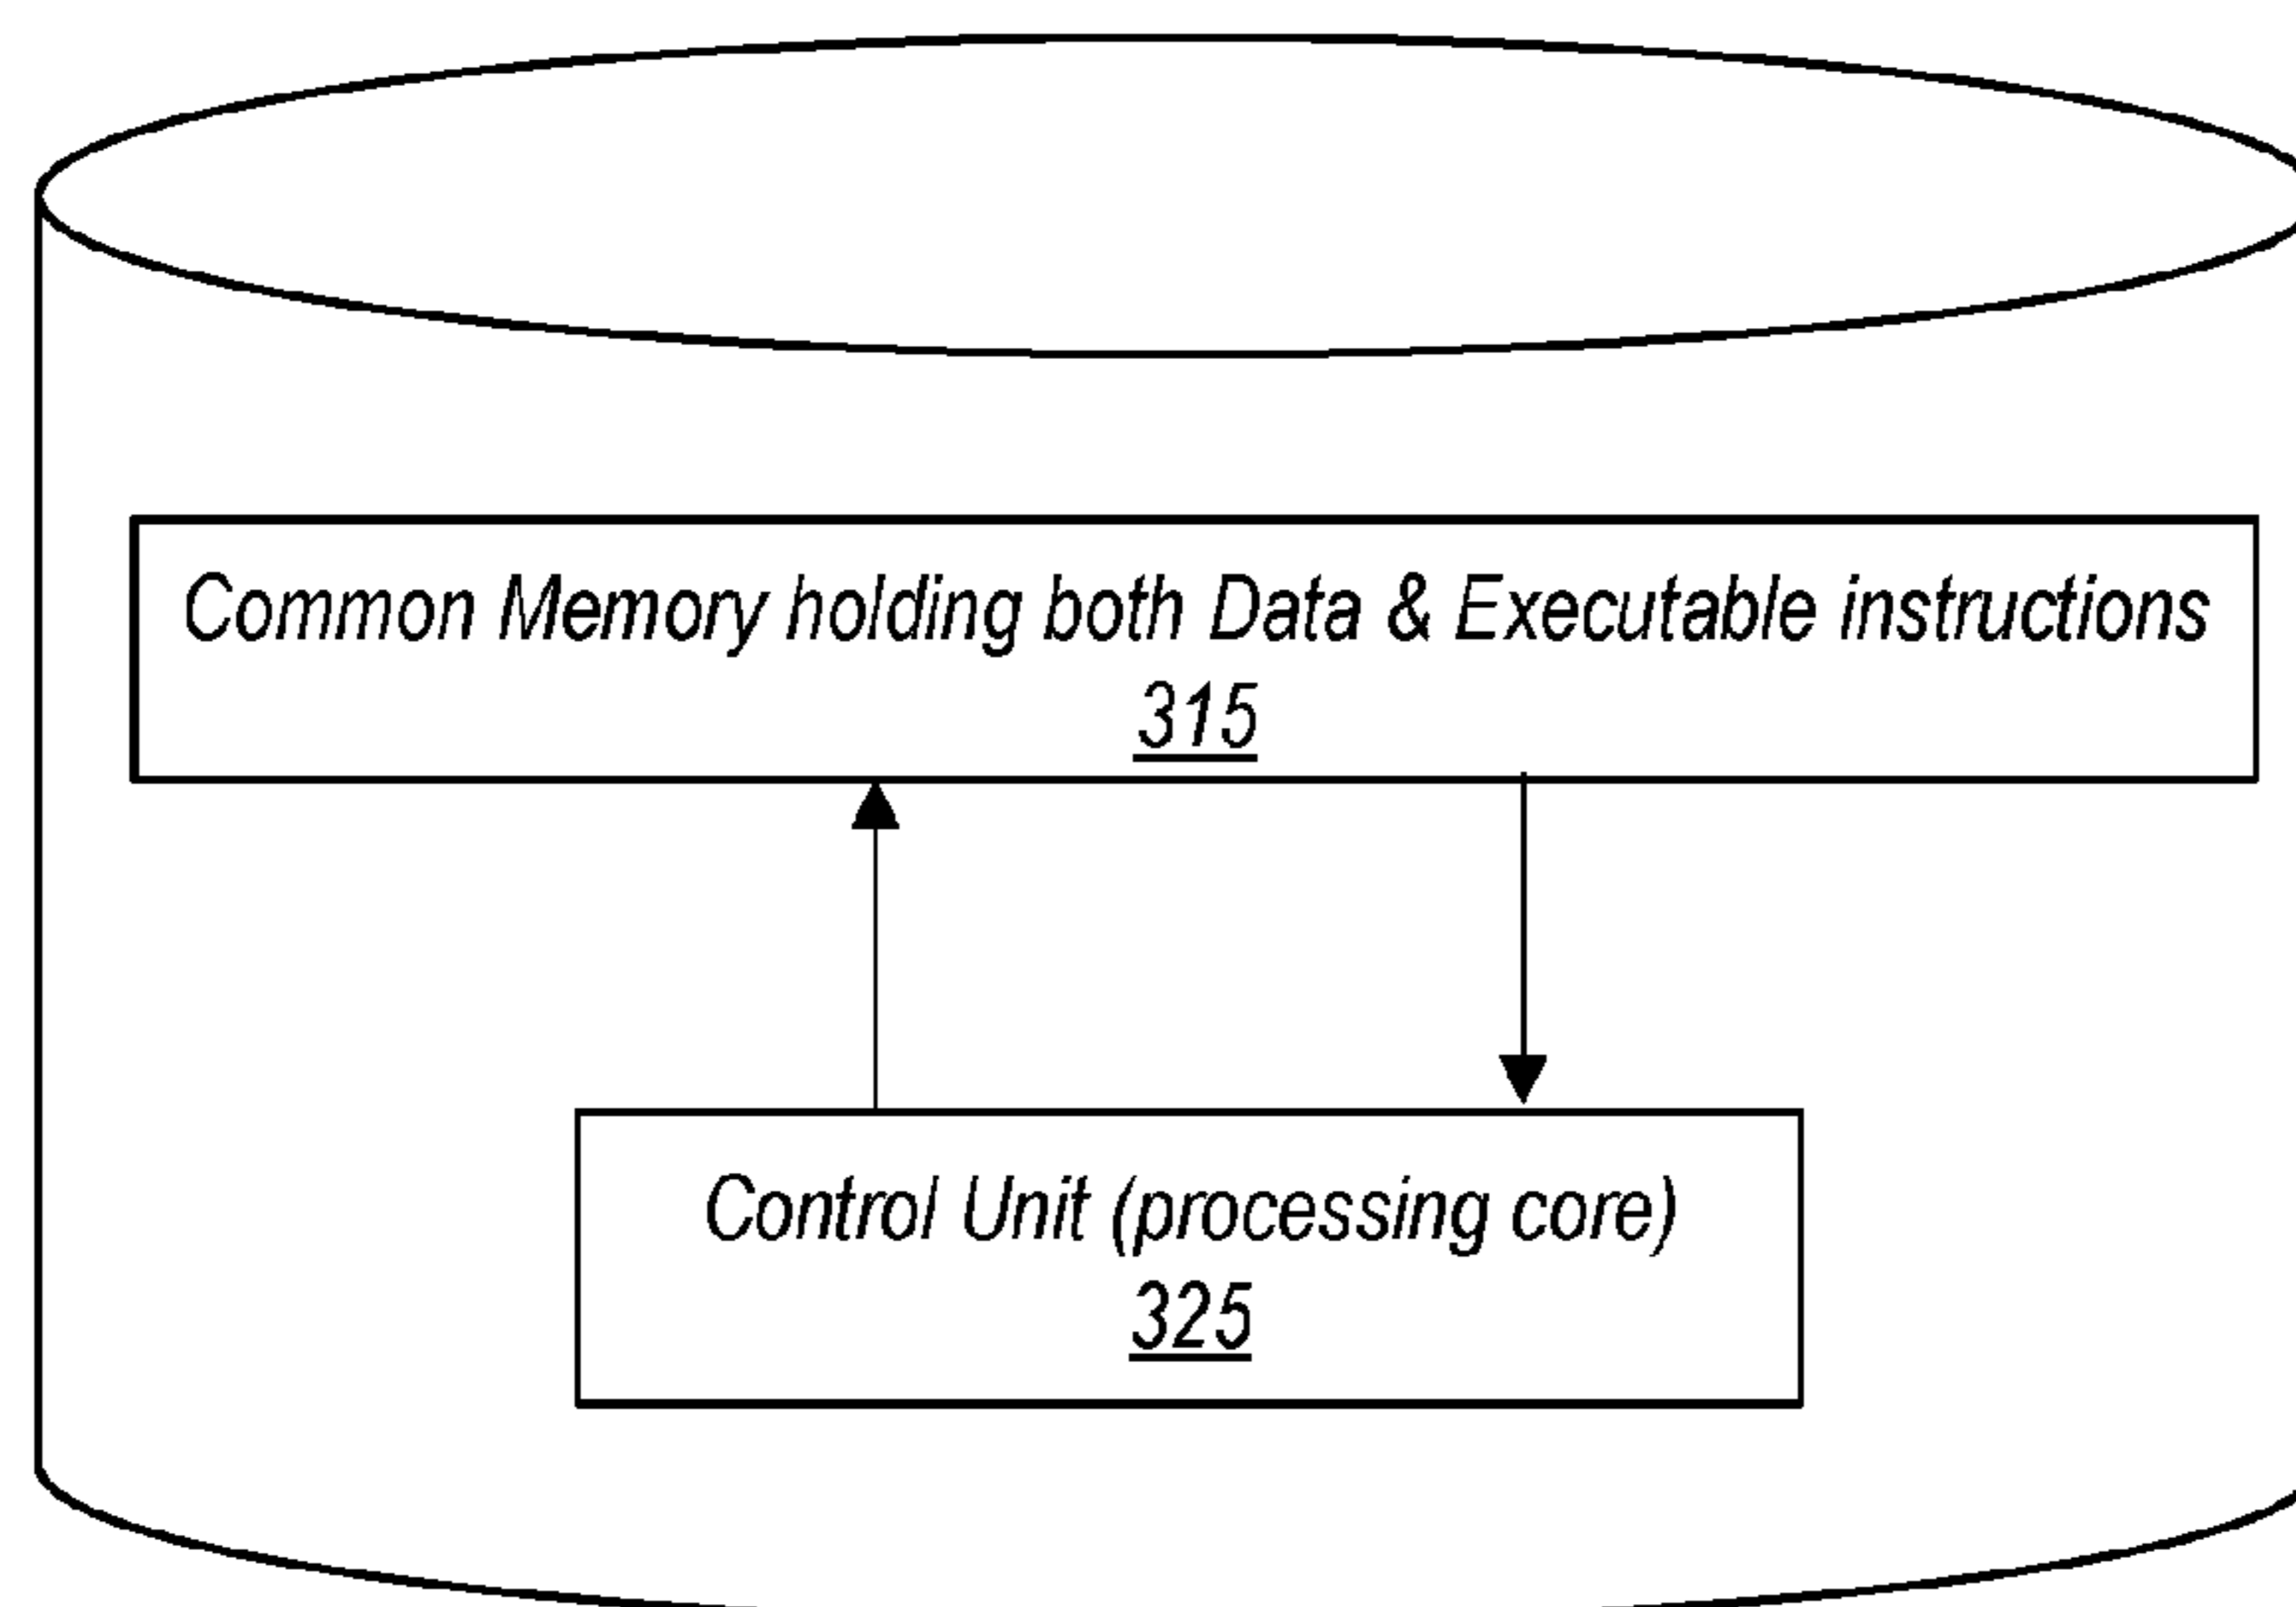 Common Memory holding both Data & Executable instructions
315
Control Unit (processing core)
325